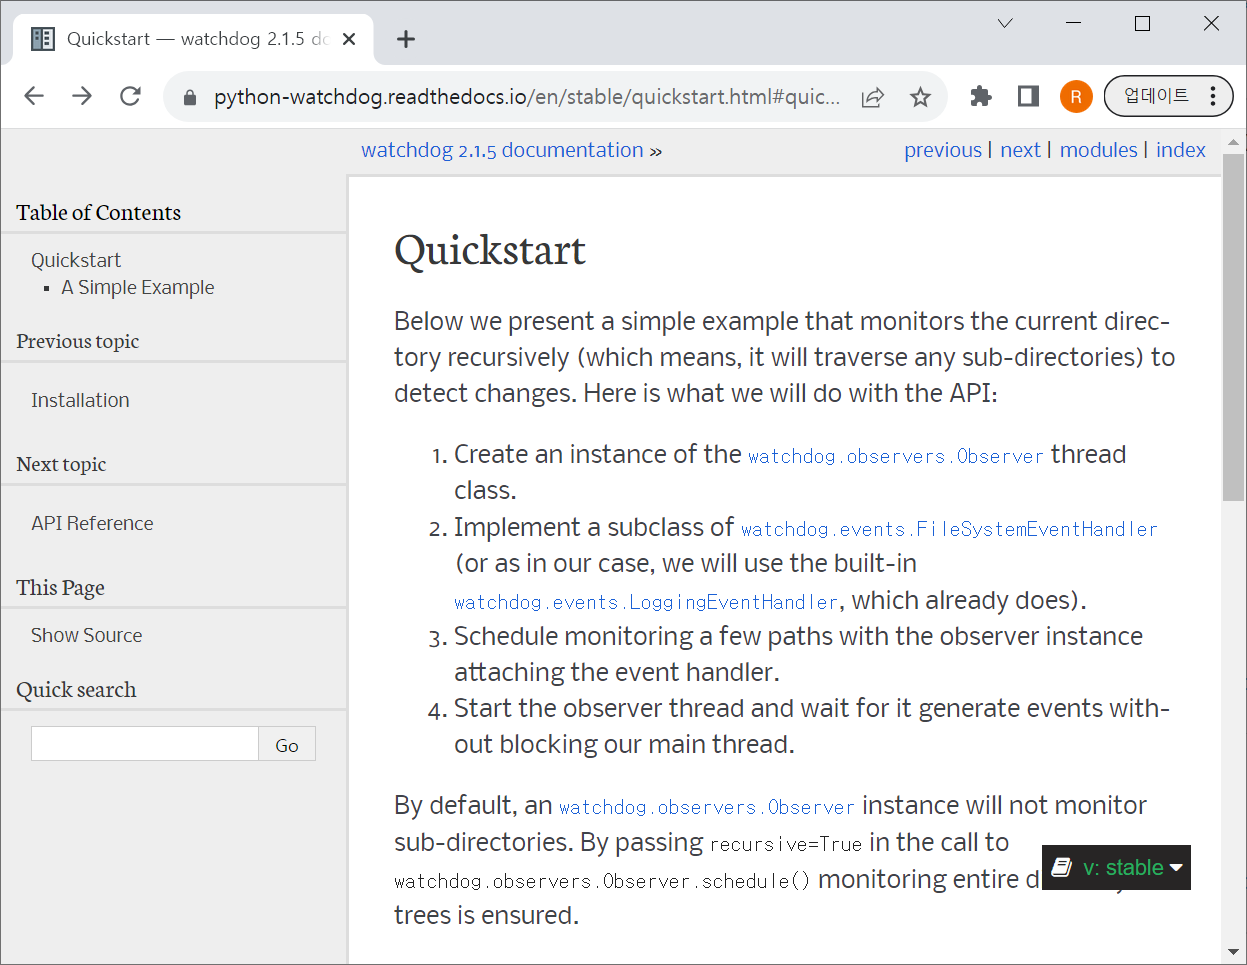 Quickstart — watchdog 2.1.5 do
python-watchdog.readthedocs.io/en/stable/quickstart.html#quic...
R
업데이트
watchdog 2.1.5 documentation »
previous | next | modules | index
Table of Contents
Quickstart
▪ A Simple Example
Previous topic
Installation
Next topic
API Reference
This Page
Show Source
Quick search
Go
Quickstart
Below we present a simple example that monitors the current direc-
tory recursively (which means, it will traverse any sub-directories) to
detect changes. Here is what we will do with the API:
1. Create an instance of the watchdog.observers.Observer thread
class.
2. Implement a subclass of watchdog.events.FileSystemEventHandler
(or as in our case, we will use the built-in
watchdog.events.LoggingEventHandler, which already does).
3. Schedule monitoring a few paths with the observer instance
attaching the event handler.
4. Start the observer thread and wait for it generate events with-
out blocking our main thread.
By default, an watchdog.observers.Observer instance will not monitor
sub-directories. By passing recursive=True in the call to
watchdog.observers.Observer.schedule() monitoring entire
trees is ensured.
v: stable